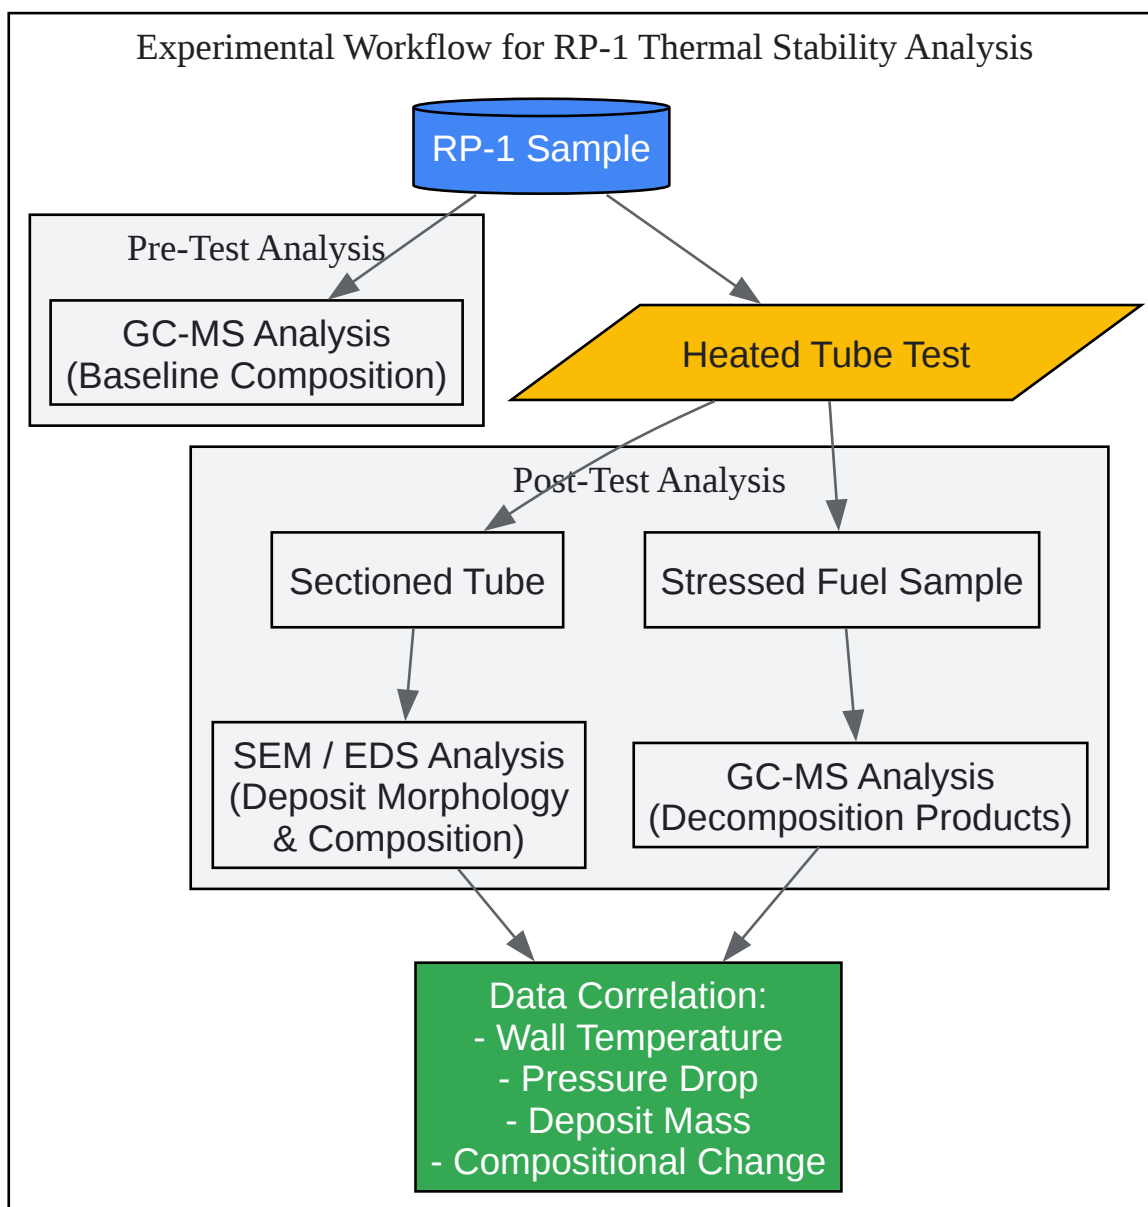 Experimental Workflow for RP-1 Thermal Stability Analysis
RP-1 Sample
Pre-Test Analysis
GC-MS Analysis
(Baseline Composition)
Heated Tube Test
Post-Test Analysis
Sectioned Tube
Stressed Fuel Sample
SEM / EDS Analysis
(Deposit Morphology
& Composition)
GC-MS Analysis
(Decomposition Products)
Data Correlation:
- Wall Temperature
- Pressure Drop
- Deposit Mass
- Compositional Change